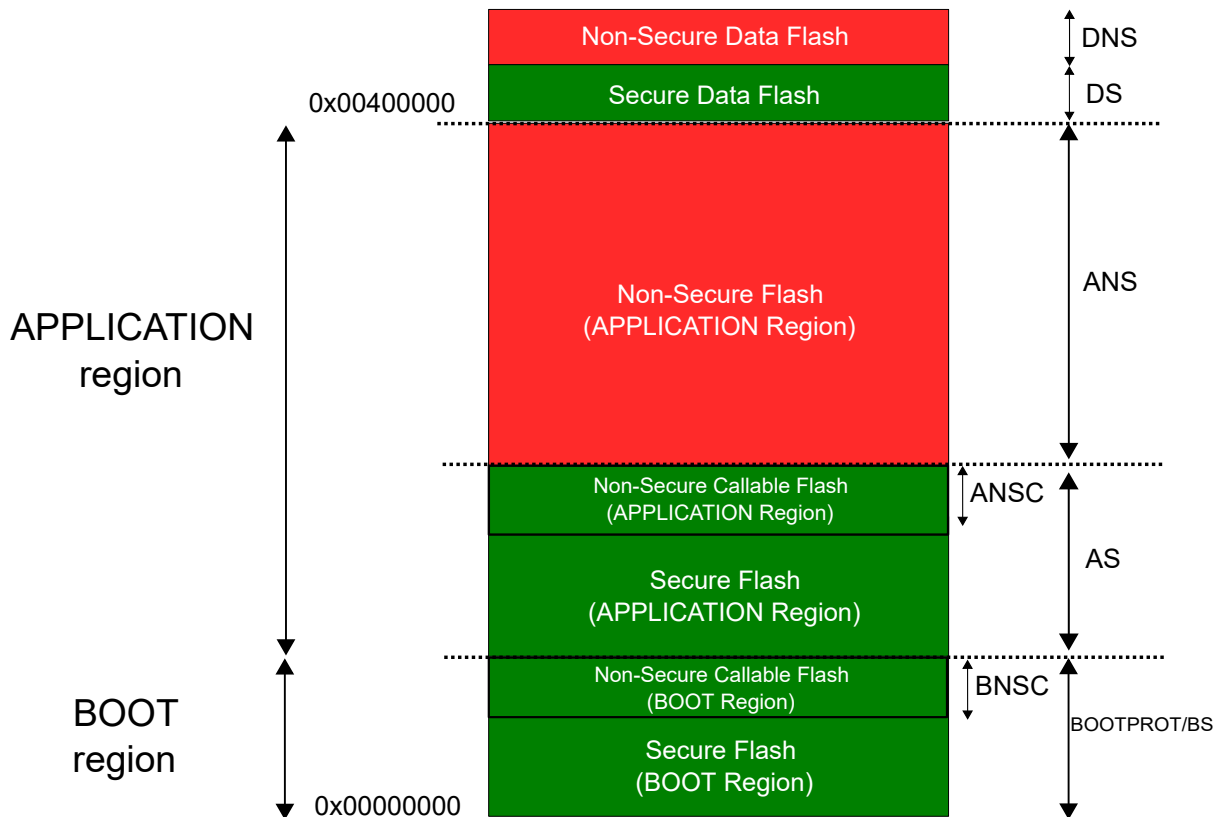 Non-Secure Data Flash
DNS
Secure Data Flash
DS
0x00400000
Non-Secure Flash
(APPLICATION Region)
ANS
APPLICATION
region
Non-Secure Callable Flash
(APPLICATION Region)
ANSC
AS
Secure Flash
(APPLICATION Region)
Non-Secure Callable Flash
(BOOT Region)
BNSC
BOOT
region
BOOTPROT/BS
Secure Flash
(BOOT Region)
0x00000000